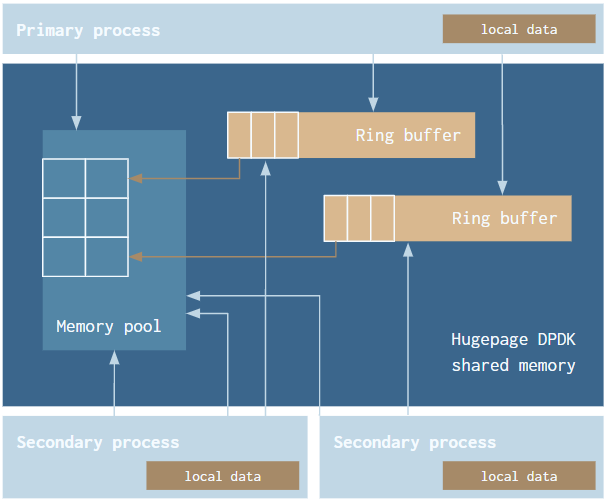 Primary process
local data
Ring buffer
Ring buffer
Memory pool
Hugepage DPDK
shared memory
Secondary process
local data
Secondary process
local data